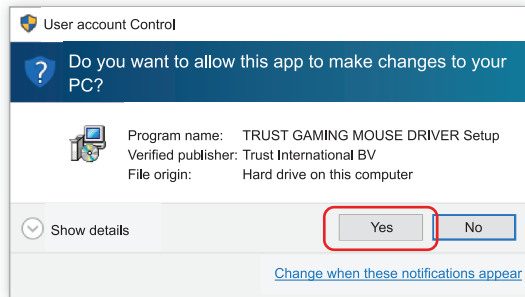 User account Control
Do you want to allow this app to make changes to your
PC?
Program name: TRUST GAMING MOUSE DRIVER Setup
Verified publisher: Trust International BV
File origin: Hard drive on this computer
Show details
Yes
No
Change when these notifications appear